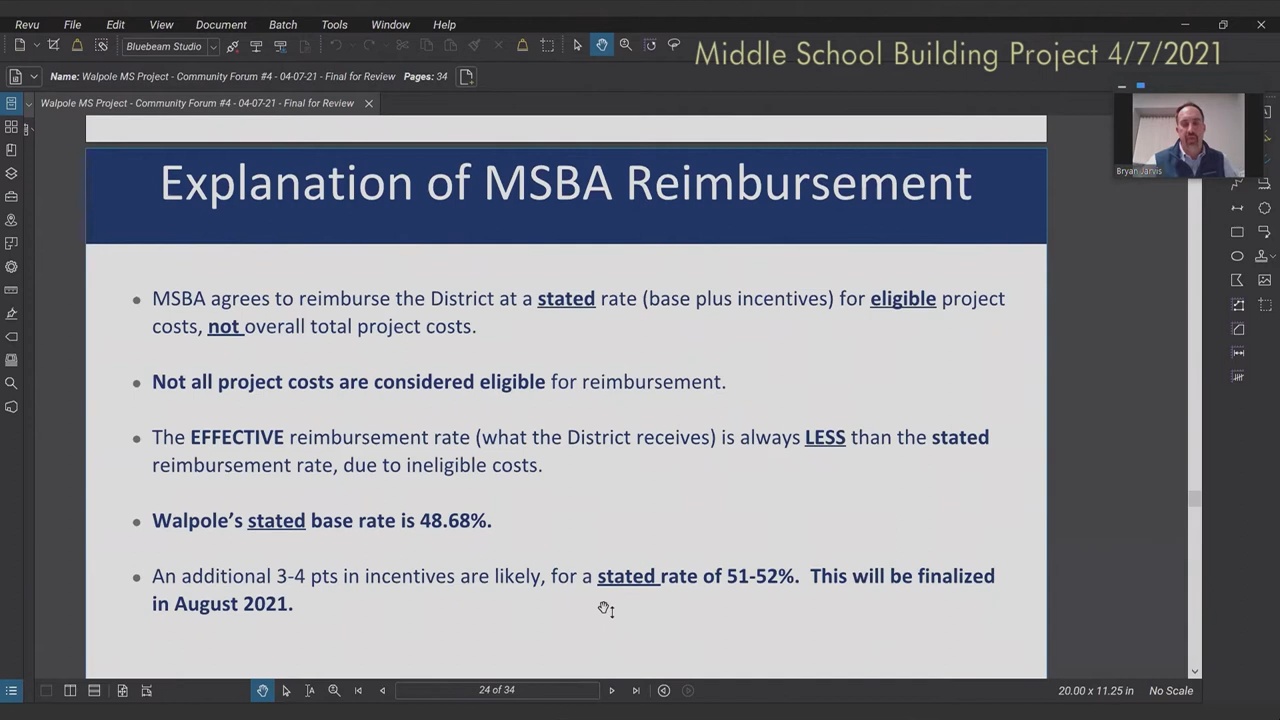 Revu File Edit View Document Batch Tools Window Help
Bluebeam Studio
Middle School Building Project 4/7/2021
Name: Walpole MS Project - Community Forum #4 - 04-07-21 - Final for Review Pages: 34
Walpole MS Project - Community Forum #4 - 04-07-21 - Final for Review
Bryan Jarvis
Explanation of MSBA Reimbursement
• MSBA agrees to reimburse the District at a stated rate (base plus incentives) for eligible project
costs, not overall total project costs.
• Not all project costs are considered eligible for reimbursement.
• The EFFECTIVE reimbursement rate (what the District receives) is always LESS than the stated
reimbursement rate, due to ineligible costs.
• Walpole's stated base rate is 48.68%.
• An additional 3-4 pts in incentives are likely, for a stated rate of 51-52%. This will be finalized
in August 2021.
24 of 34
20.00 x 11.25 in No Scale